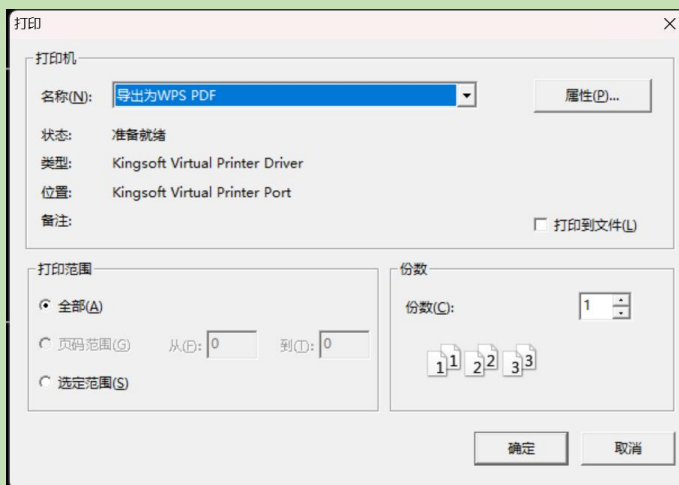 打印
打印机
名称(N): 导出为WPS PDF 属性(P)...
状态: 准备就绪
类型: Kingsoft Virtual Printer Driver
位置: Kingsoft Virtual Printer Port
备注: 打印到文件(L)
打印范围
全部(A)
页码范围(G) 从(F): 0 到(T): 0
选定范围(S)
份数
份数(C): 1
1 1 2 2 3 3
确定 取消